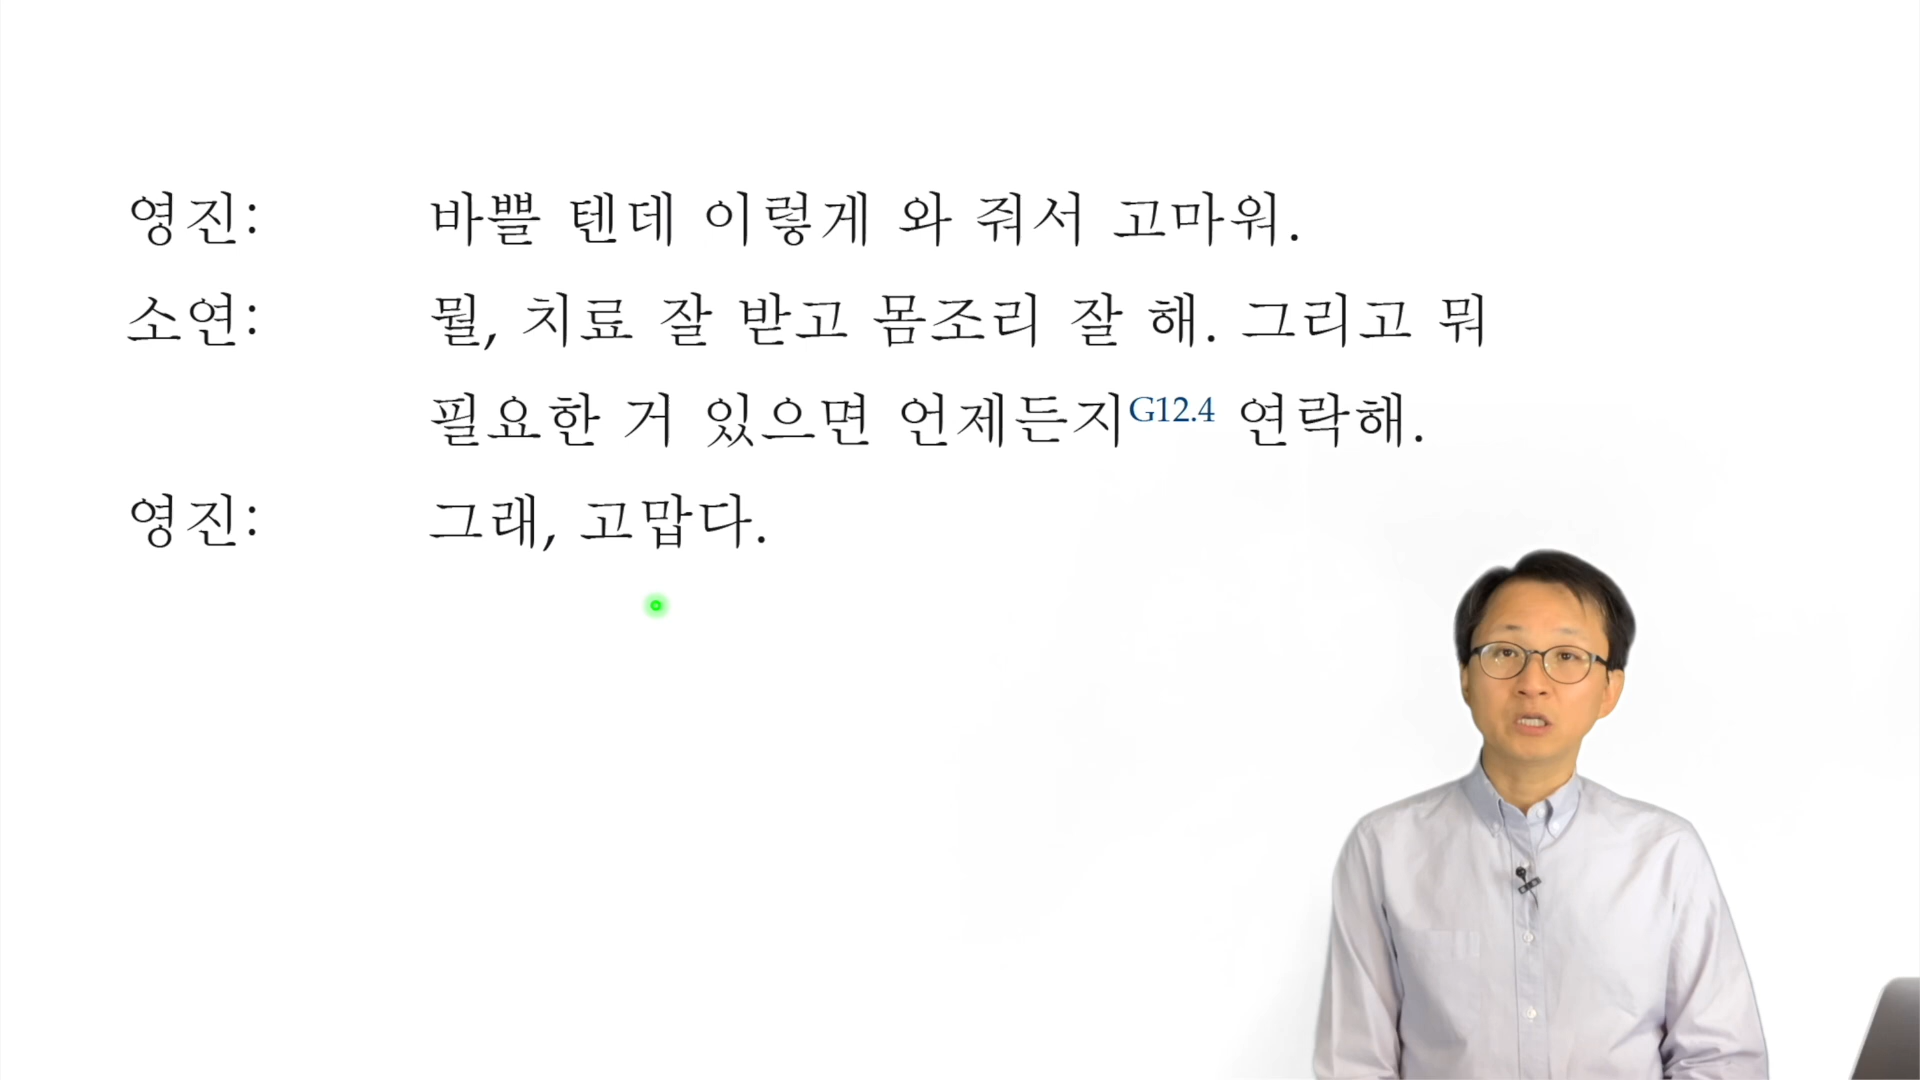 영진: 바쁠 텐데 이렇게 와 줘서 고마워.
소연: 뭘, 치료 잘 받고 몸조리 잘 해. 그리고 뭐
필요한 거 있으면 언제든지G12.4 연락해.
영진: 그래, 고맙다.